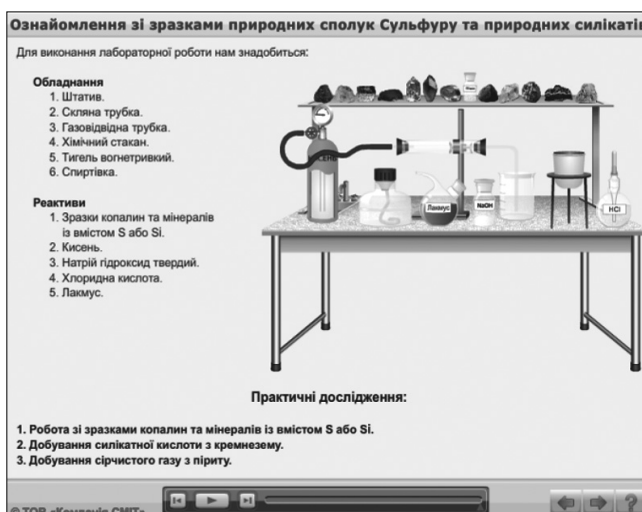 Ознайомлення зі зразками природних сполук Сульфуру та природних силікатів
Для виконання лабораторної роботи нам знадобиться:
Обладнання
1. Штатив.
2. Скляна трубка.
3. Газовідвідна трубка.
4. Хімічний стакан.
5. Тигель вогнетривкий.
6. Спиртівка.
Реактиви
1. Зразки копалин та мінералів
із вмістом S або Si.
2. Кисень.
3. Натрій гідроксид твердий.
4. Хлоридна кислота.
5. Лакмус.
Лакмус
NaOH
HCl
Практичні дослідження:
1. Робота зі зразками копалин та мінералів із вмістом S або Si.
2. Добування силікатної кислоти з кремнезему.
3. Добування сірчистого газу з піриту.
© ТОВ «Компанія СМІТ»
?